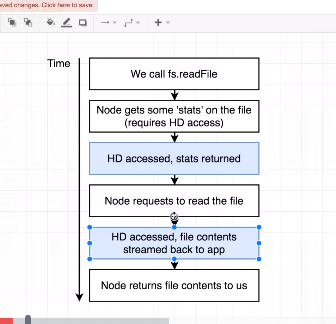 aved changes. Click here to save.
Time
We call fs.readFile
Node gets some 'stats' on the file
(requires HD access)
HD accessed, stats returned
Node requests to read the file
HD accessed, file contents
streamed back to app
Node returns file contents to us